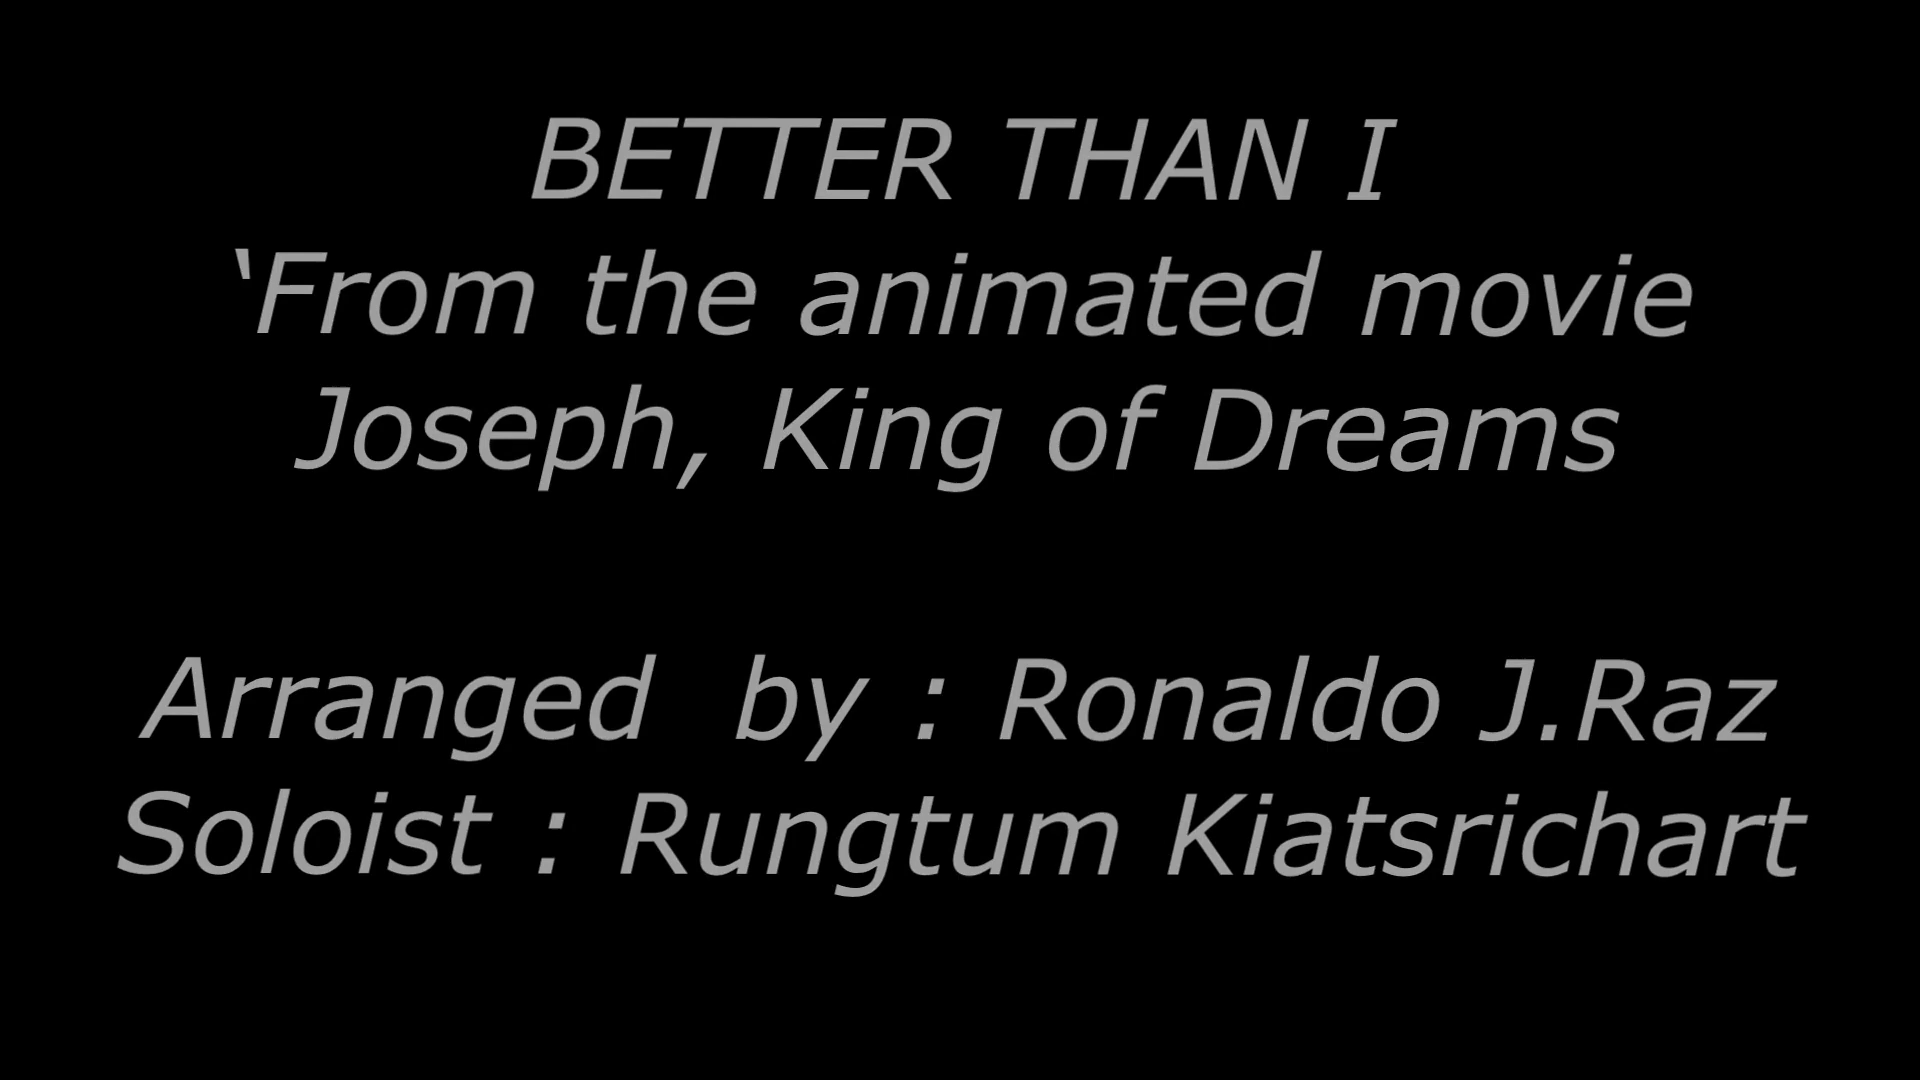 BETTER THAN I
‘From the animated movie
Joseph, King of Dreams
Arranged  by : Ronaldo J.Raz
Soloist : Rungtum Kiatsrichart